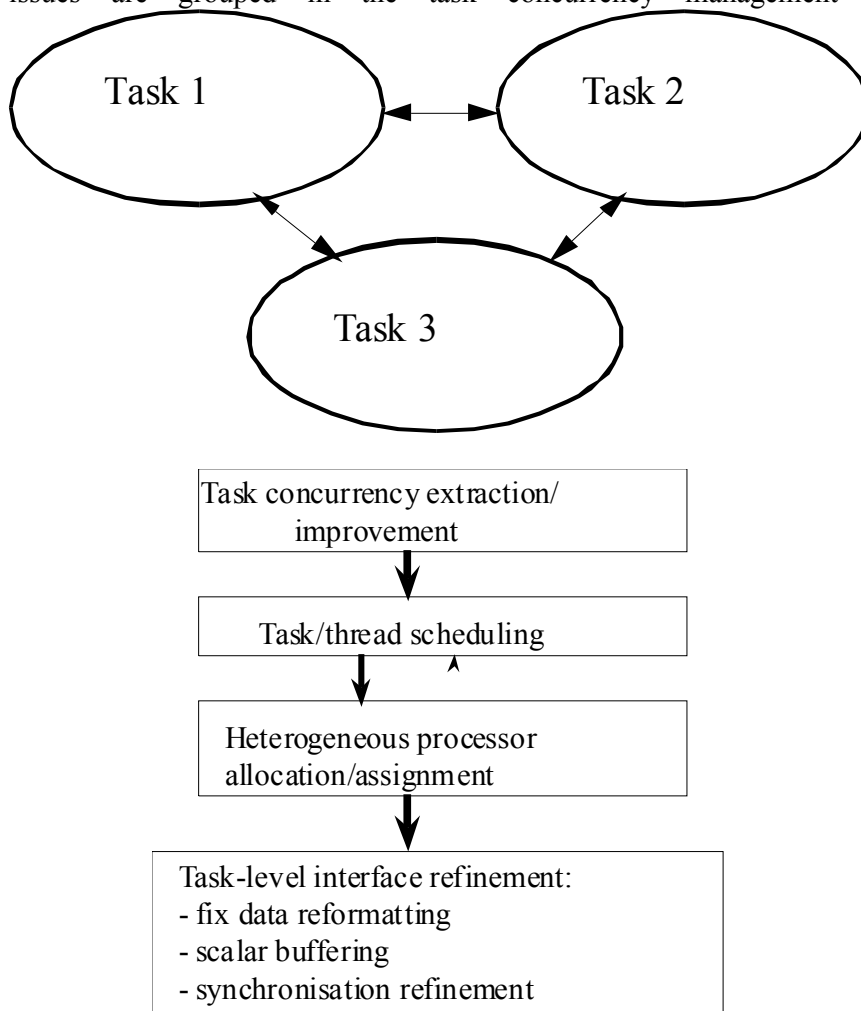 issues are grouped in the task concurrency management
Task 1
Task 2
Task 3
Task concurrency extraction/
improvement
Task/thread scheduling
Heterogeneous processor
allocation/assignment
Task-level interface refinement:
- fix data reformatting
- scalar buffering
- synchronisation refinement